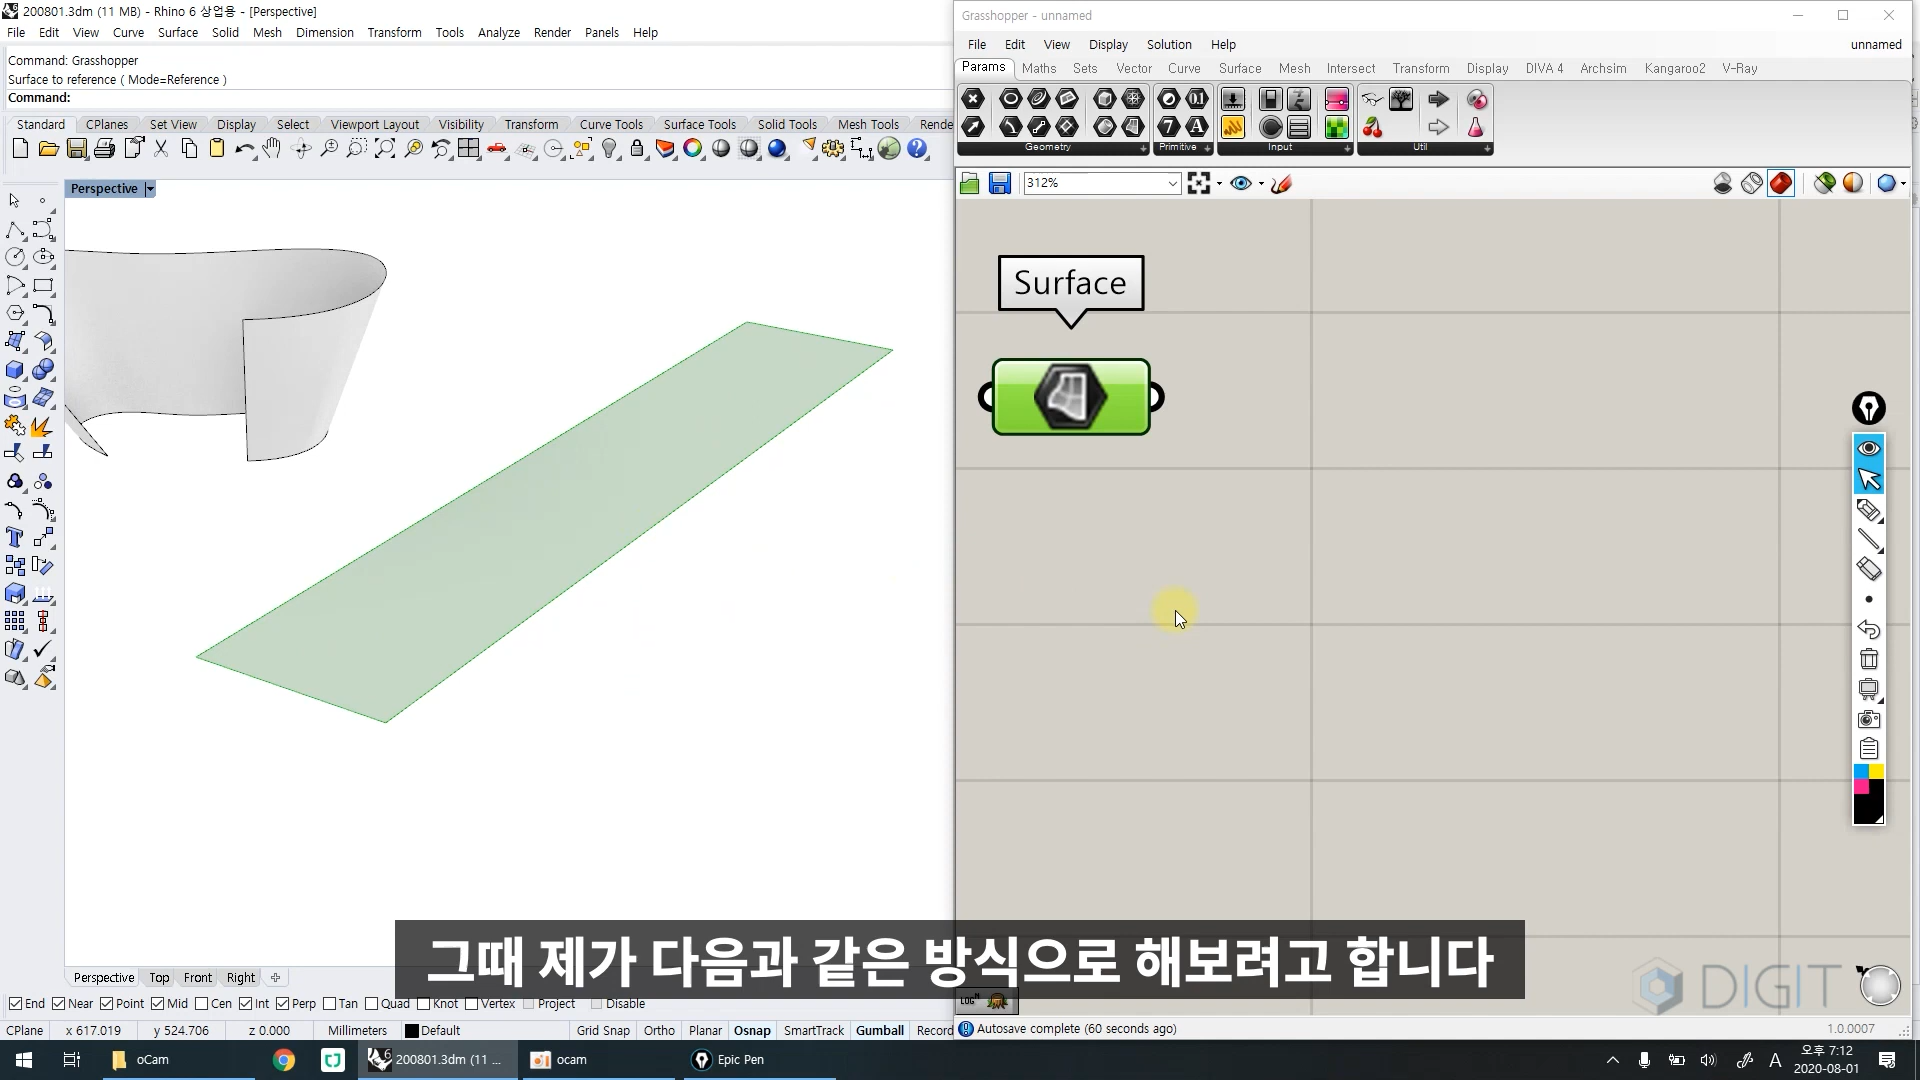 200801.3dm (11 MB) - Rhino 6 상업용 - [Perspective]
File Edit View Curve Surface Solid Mesh Dimension Transform Tools Analyze Render Panels Help
Command: Grasshopper
Surface to reference ( Mode=Reference )
Command:
Standard CPlanes Set View Display Select Viewport Layout Visibility Transform Curve Tools Surface Tools Solid Tools Mesh Tools Rende
Perspective
Grasshopper - unnamed
File Edit View Display Solution Help unnamed
Params Maths Sets Vector Curve Surface Mesh Intersect Transform Display DIVA 4 Archsim Kangaroo2 V-Ray
Geometry Primitive Input Util
312%
Surface
그때 제가 다음과 같은 방식으로 해보려고 합니다
DIGIT
Perspective Top Front Right
End Near Point Mid Cen Int Perp Tan Quad Knot Vertex Project Disable
CPlane x 617.019 y 524.706 z 0.000 Millimeters Default Grid Snap Ortho Planar Osnap SmartTrack Gumball Record
Autosave complete (60 seconds ago)
1.0.0007
oCam
200801.3dm (11 ...
ocam
Epic Pen
A
오후 7:12
2020-08-01